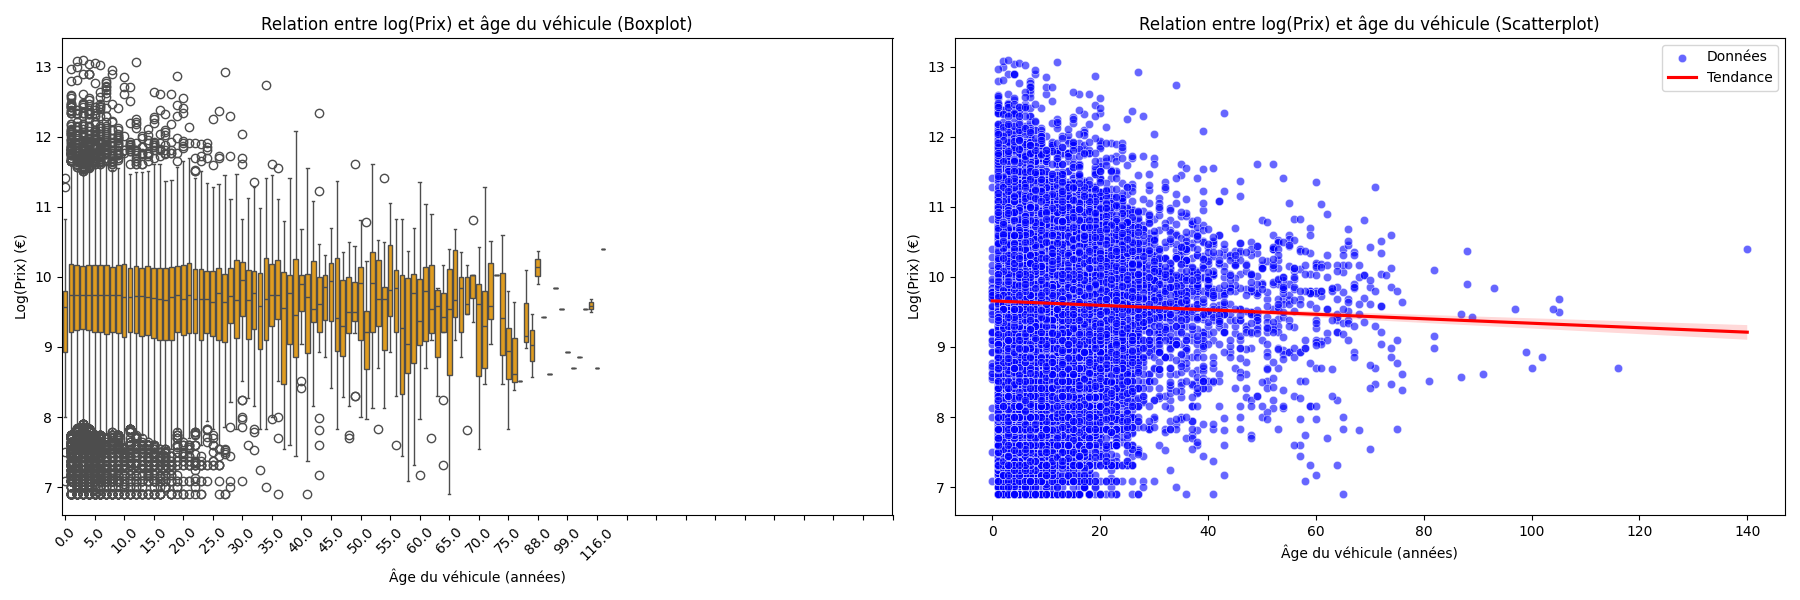 Relation entre log(Prix) et âge du véhicule (Boxplot)
Log(Prix) (€)
13
12
11
10
9
8
7
0.0 5.0 10.0 15.0 20.0 25.0 30.0 35.0 40.0 45.0 50.0 55.0 60.0 65.0 70.0 75.0 88.0 99.0 116.0
Âge du véhicule (années)
Relation entre log(Prix) et âge du véhicule (Scatterplot)
Données
Tendance
Log(Prix) (€)
13
12
11
10
9
8
7
0 20 40 60 80 100 120 140
Âge du véhicule (années)